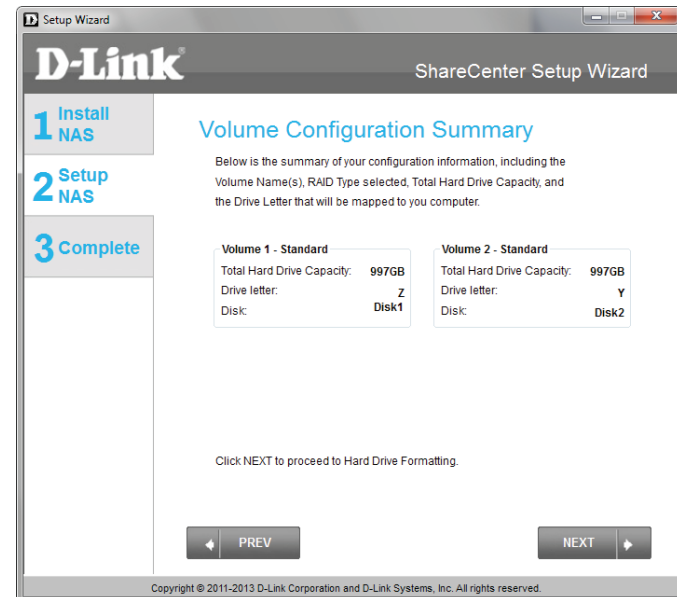 Setup Wizard
D-Link®
ShareCenter Setup Wizard
1 Install
NAS
2 Setup
NAS
3 Complete
Volume Configuration Summary
Below is the summary of your configuration information, including the
Volume Name(s), RAID Type selected, Total Hard Drive Capacity, and
the Drive Letter that will be mapped to you computer.
Volume 1 - Standard
Total Hard Drive Capacity: 997GB
Drive letter: Z
Disk: Disk1
Volume 2 - Standard
Total Hard Drive Capacity: 997GB
Drive letter: Y
Disk: Disk2
Click NEXT to proceed to Hard Drive Formatting.
PREV
NEXT
Copyright © 2011-2013 D-Link Corporation and D-Link Systems, Inc. All rights reserved.